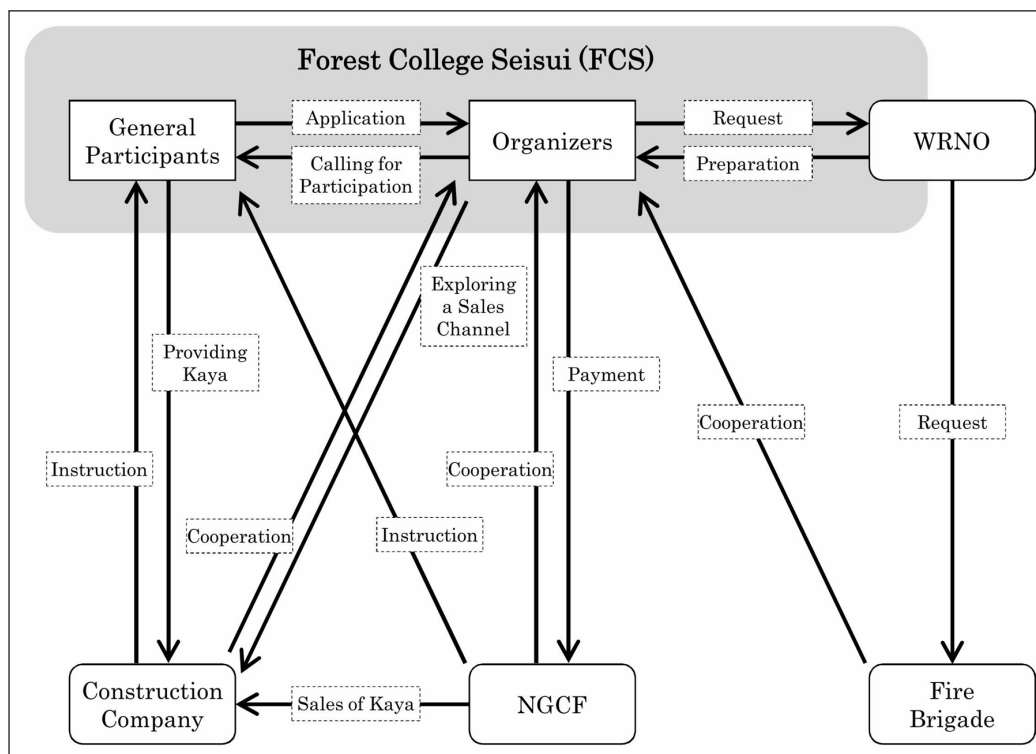 Forest College Seisui (FCS)
General
Participants
Application
Calling for
Participation
Organizers
Request
Preparation
WRNO
Exploring
a Sales
Channel
Providing
Kaya
Payment
Cooperation
Request
Instruction
Cooperation
Cooperation
Instruction
Construction
Company
Sales of Kaya
NGCF
Fire
Brigade